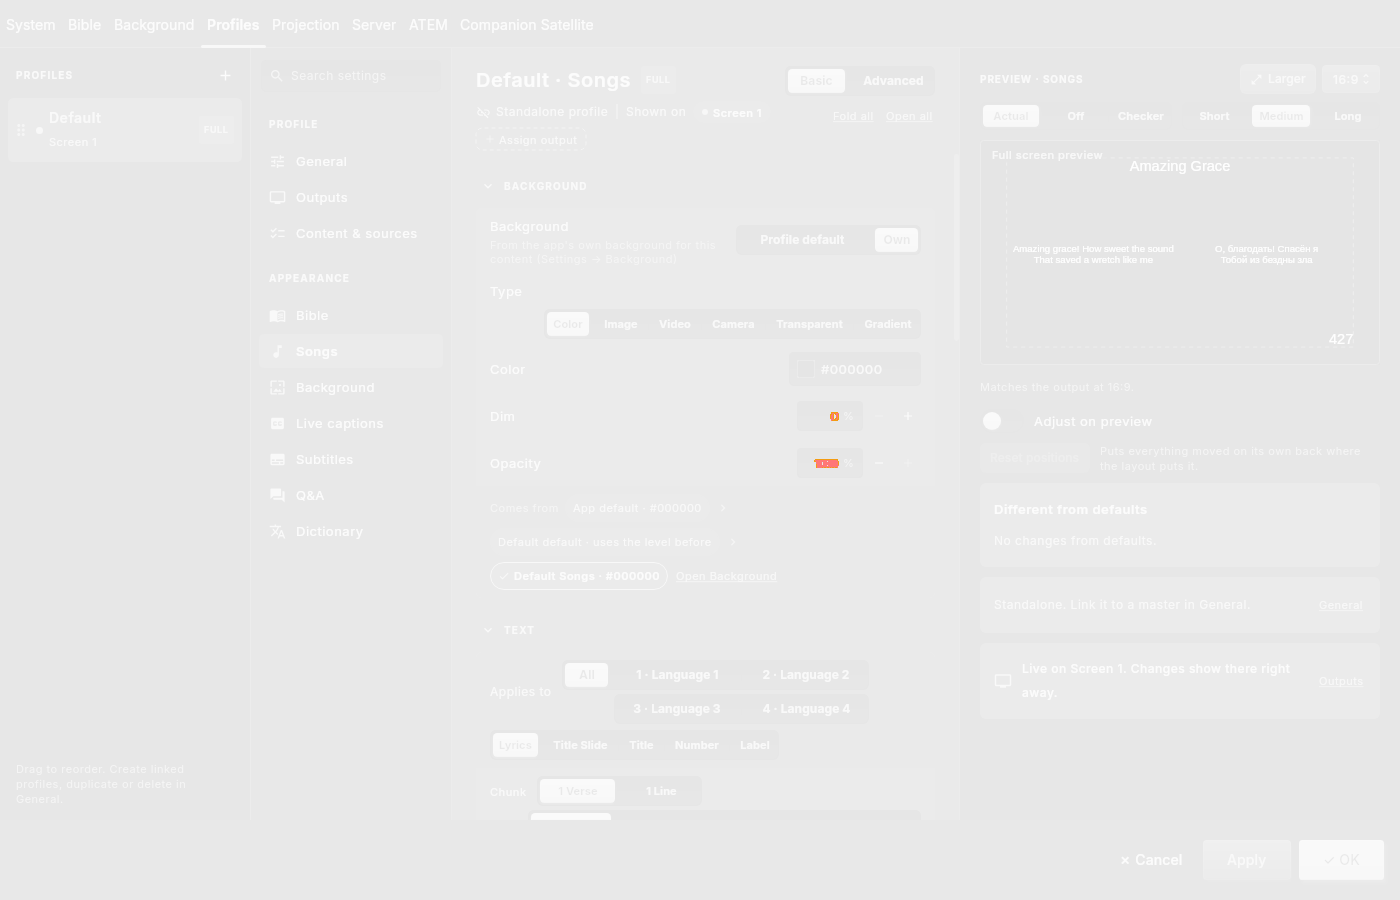 System Bible Background Profiles Projection Server ATEM Companion Satellite
PROFILES
Default
Screen 1
FULL
Drag to reorder. Create linked
profiles, duplicate or delete in
General.
Search settings
PROFILE
General
Outputs
Content & sources
APPEARANCE
Bible
Songs
Background
Live captions
Subtitles
Q&A
Dictionary
Default · Songs FULL
Basic Advanced
Standalone profile | Shown on Screen 1
Fold all Open all
+ Assign output
BACKGROUND
Background
From the app's own background for this
content (Settings → Background)
Profile default Own
Type
Color Image Video Camera Transparent Gradient
Color #000000
Dim %
Opacity %
Comes from App default · #000000
Default default · uses the level before
Default Songs · #000000 Open Background
TEXT
Applies to
All 1 · Language 1 2 · Language 2
3 · Language 3 4 · Language 4
Lyrics Title Slide Title Number Label
Chunk 1 Verse 1 Line
PREVIEW · SONGS
Larger 16:9
Actual Off Checker Short Medium Long
Full screen preview
Amazing Grace
Amazing grace! How sweet the sound
That saved a wretch like me
О, благодать! Спасён я
Тобой из бездны зла
427
Matches the output at 16:9.
Adjust on preview
Reset positions
Puts everything moved on its own back where
the layout puts it.
Different from defaults
No changes from defaults.
Standalone. Link it to a master in General. General
Live on Screen 1. Changes show there right
away.
Outputs
Cancel Apply OK